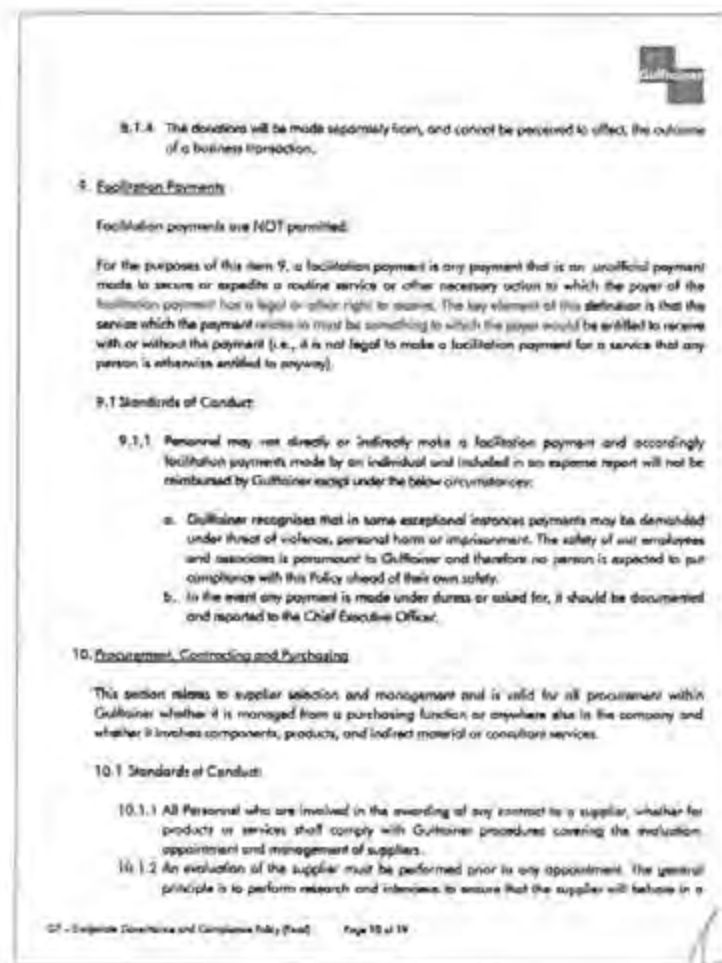 Gulftainer
8.1.4 The donations will be made separately from, and cannot be perceived to affect, the outcome
of a business transaction.
9. Facilitation Payments
Facilitation payments are NOT permitted.
For the purposes of this item 9, a facilitation payment is any payment that is an unofficial payment
made to secure or expedite a routine service or other necessary action to which the payer of the
facilitation payment has a legal or other right to receive. The key element of this definition is that the
service which the payment relates to must be something to which the payer would be entitled to receive
with or without the payment (i.e., it is not legal to make a facilitation payment for a service that any
person is otherwise entitled to anyway).
9.1 Standards of Conduct:
9.1.1 Personnel may not directly or indirectly make a facilitation payment and accordingly
facilitation payments made by an individual and included in an expense report will not be
reimbursed by Gulftainer except under the below circumstances:
a. Gulftainer recognises that in some exceptional instances payments may be demanded
under threat of violence, personal harm or imprisonment. The safety of our employees
and associates is paramount to Gulftainer and therefore no person is expected to put
compliance with this Policy ahead of their own safety.
b. In the event any payment is made under duress or asked for, it should be documented
and reported to the Chief Executive Officer.
10. Procurement, Contracting and Purchasing
This section relates to supplier selection and management and is valid for all procurement within
Gulftainer whether it is managed from a purchasing function or anywhere else in the company and
whether it involves components, products, and indirect material or consultant services.
10.1 Standards of Conduct:
10.1.1 All Personnel who are involved in the awarding of any contract to a supplier, whether for
products or services shall comply with Gulftainer procedures covering the evaluation,
appointment and management of suppliers.
10.1.2 An evaluation of the supplier must be performed prior to any appointment. The general
principle is to perform research and interviews to ensure that the supplier will behave in a
GT – Corporate Governance and Compliance Policy (Final) Page 10 of 19